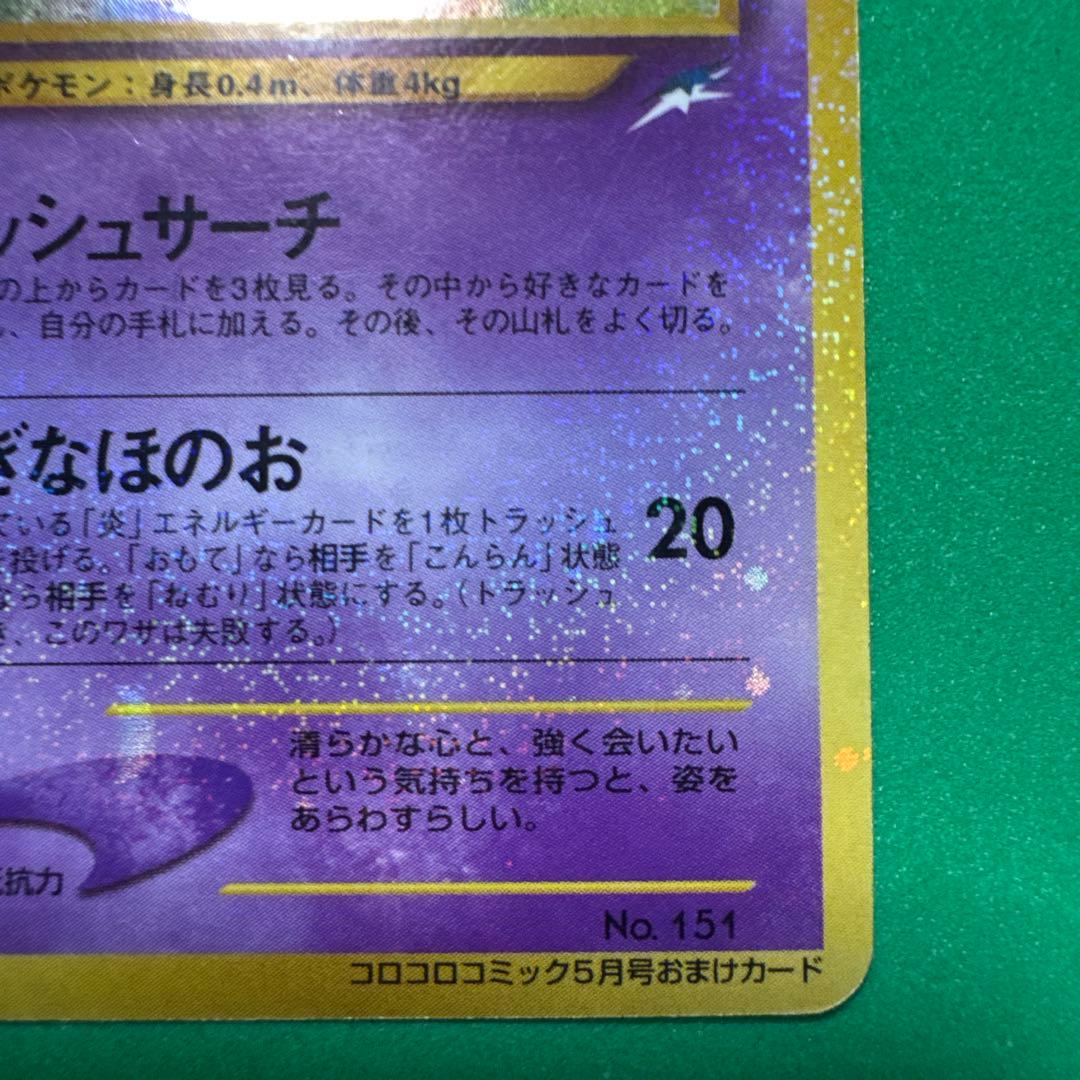 ポケモン：身長0.4m、体重4kg
ッシュサーチ
の上からカードを3枚見る。その中から好きなカードを
、自分の手札に加える。その後、その山札をよく切る。
ぎなほのお
ている「炎」エネルギーカードを1枚トラッシュ
を投げる。「おもて」なら相手を「こんらん」状態
なら相手を「ねむり」状態にする。（トラッシュ
、このワザは失敗する。）
20
清らかな心と、強く会いたい
という気持ちを持つと、姿を
あらわすらしい。
抗力
No. 151
コロコロコミック5月号おまけカード